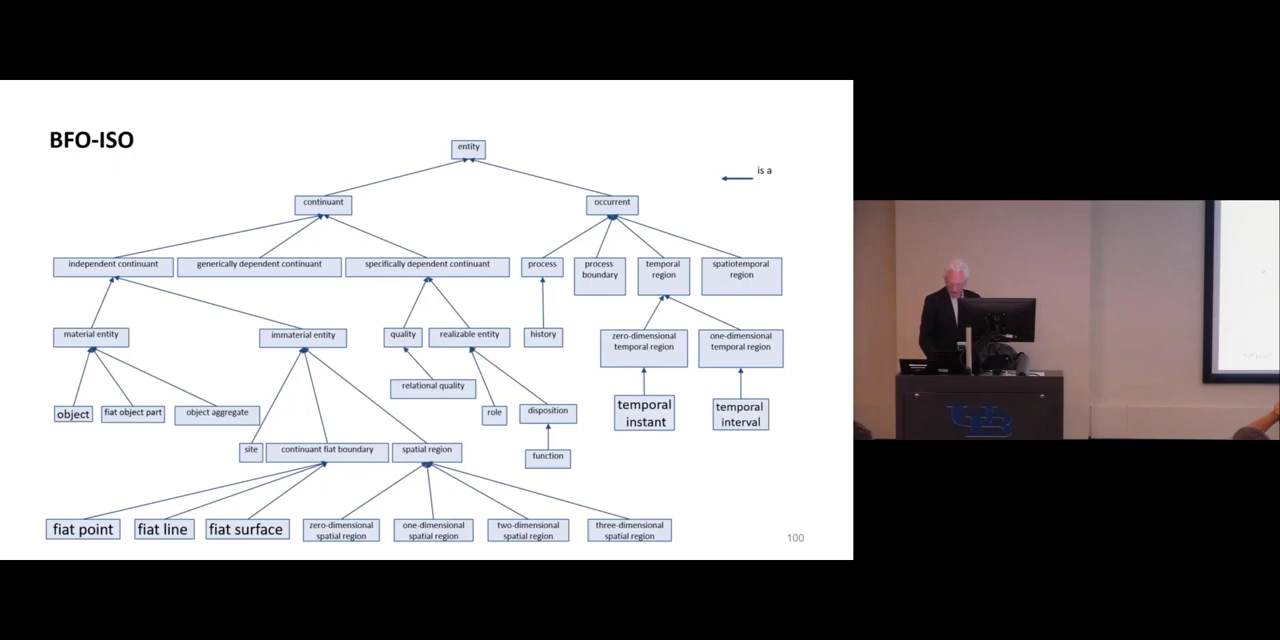 BFO-ISO
entity
is a
continuant
occurrent
independent continuant
generically dependent continuant
specifically dependent continuant
process
process
boundary
temporal
region
spatiotemporal
region
material entity
immaterial entity
quality
realizable entity
history
zero-dimensional
temporal region
one-dimensional
temporal region
relational quality
object
fiat object part
object aggregate
role
disposition
temporal
instant
temporal
interval
site
continuant fiat boundary
spatial region
function
fiat point
fiat line
fiat surface
zero-dimensional
spatial region
one-dimensional
spatial region
two-dimensional
spatial region
three-dimensional
spatial region
100
UB